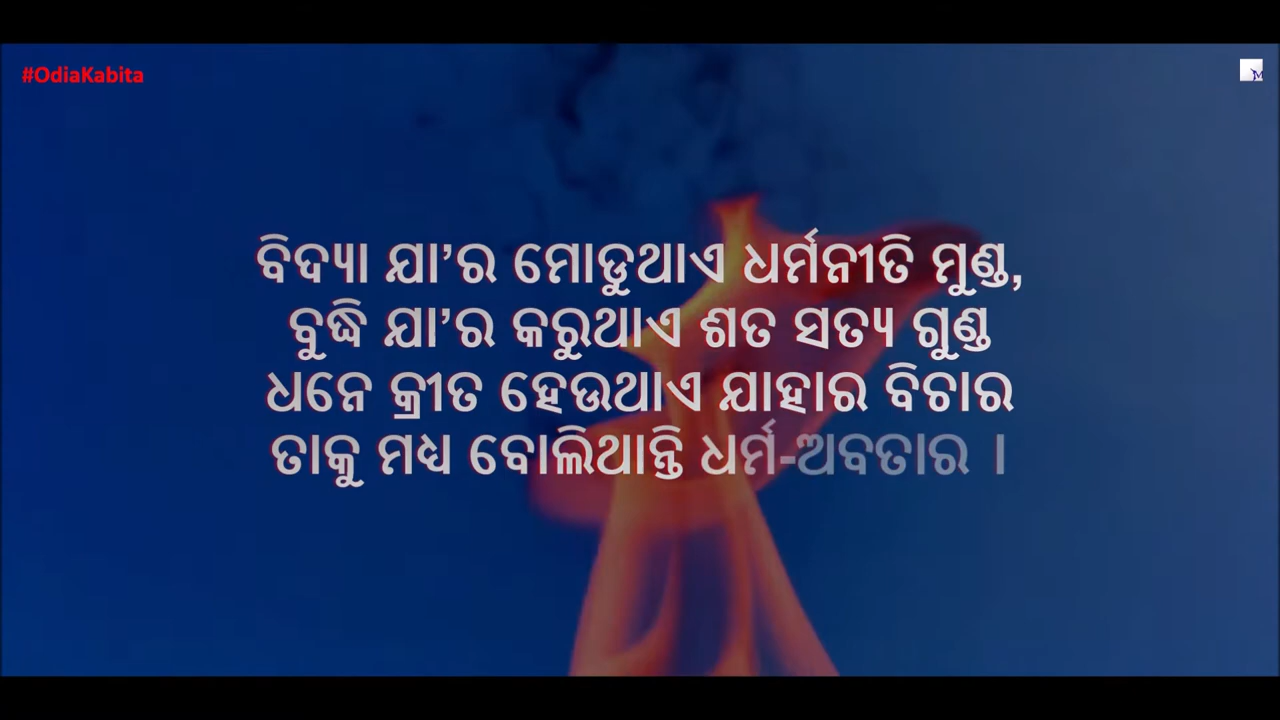 #OdiaKabita
ବିଦ୍ୟା ଯା’ର ମୋଡୁଥାଏ ଧର୍ମନୀତି ମୁଣ୍ଡ,
ବୁଦ୍ଧି ଯା’ର କରୁଥାଏ ଶତ ସତ୍ୟ ଗୁଣ୍ଡ
ଧନେ କ୍ରୀତ ହେଉଥାଏ ଯାହାର ବିଚାର
ତାକୁ ମଧ୍ୟ ବୋଲିଥାନ୍ତି ଧର୍ମ-ଅବତାର ।